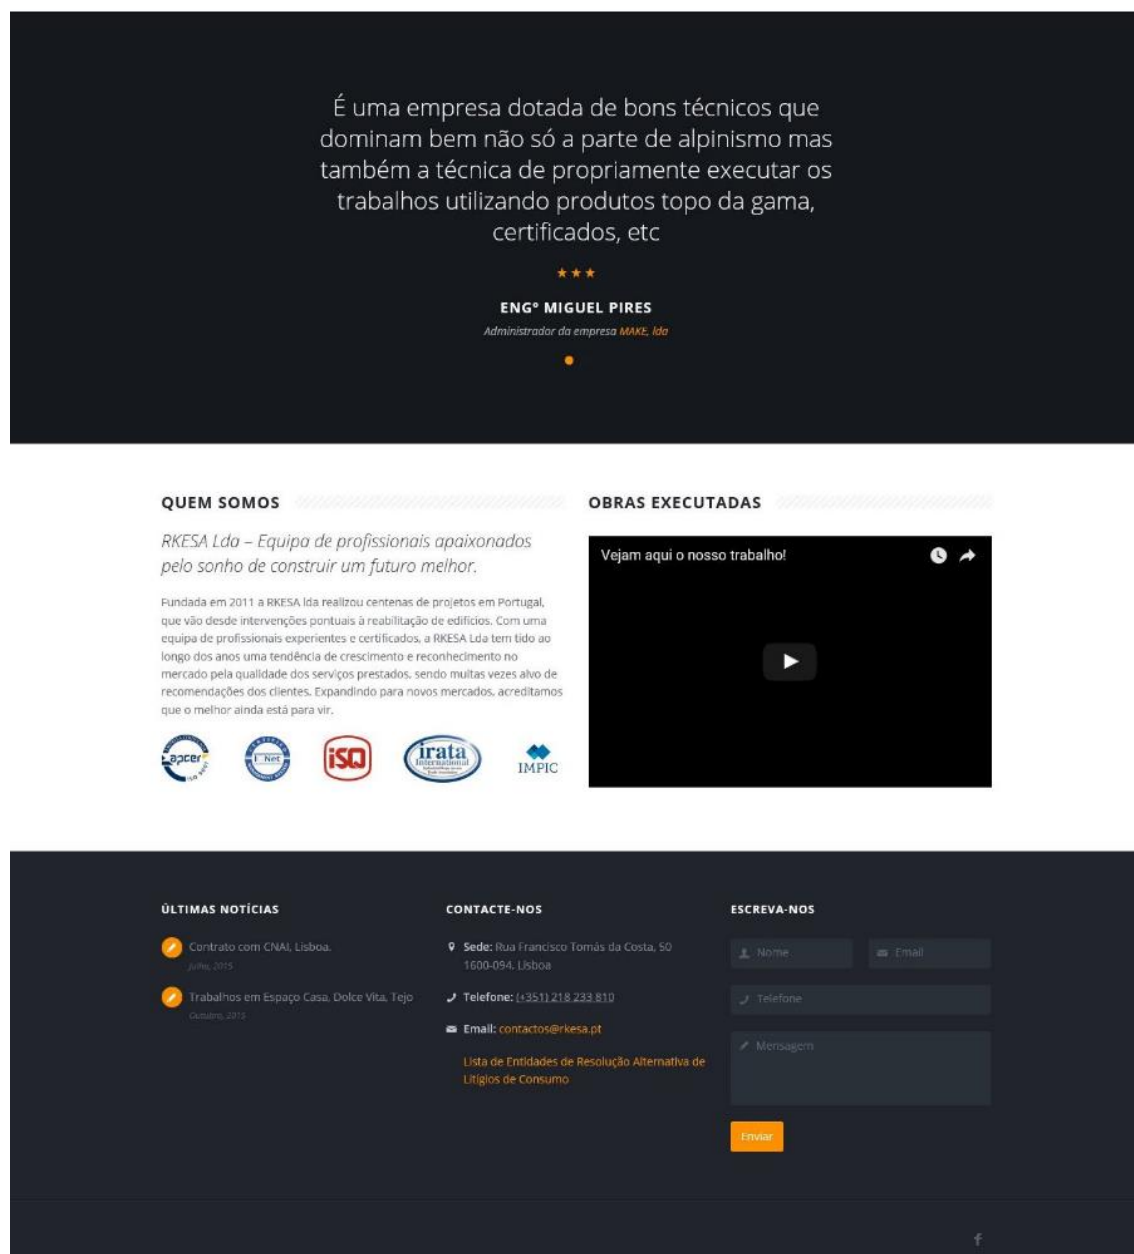 É uma empresa dotada de bons técnicos que
dominam bem não só a parte de alpinismo mas
também a técnica de propriamente executar os
trabalhos utilizando produtos topo da gama,
certificados, etc
★★★
ENGº MIGUEL PIRES
Administrador da empresa MAKE, lda
QUEM SOMOS
RKESA Lda – Equipa de profissionais apaixonados
pelo sonho de construir um futuro melhor.
Fundada em 2011 a RKESA lda realizou centenas de projetos em Portugal,
que vão desde intervenções pontuais à reabilitação de edifícios. Com uma
equipa de profissionais experientes e certificados, a RKESA Lda tem tido ao
longo dos anos uma tendência de crescimento e reconhecimento no
mercado pela qualidade dos serviços prestados, sendo muitas vezes alvo de
recomendações dos clientes. Expandindo para novos mercados, acreditamos
que o melhor ainda está para vir.
apcer
Net
iSQ
irata
International
IMPIC
OBRAS EXECUTADAS
Vejam aqui o nosso trabalho!
ÚLTIMAS NOTÍCIAS
Contrato com CNAI, Lisboa.
Julho, 2015
Trabalhos em Espaço Casa, Dolce Vita, Tejo
Outubro, 2015
CONTACTE-NOS
Sede: Rua Francisco Tomás da Costa, 50
1600-094, Lisboa
Telefone: (+351) 218 233 810
Email: contactos@rkesa.pt
Lista de Entidades de Resolução Alternativa de
Litígios de Consumo
ESCREVA-NOS
Nome
Email
Telefone
Mensagem
Enviar